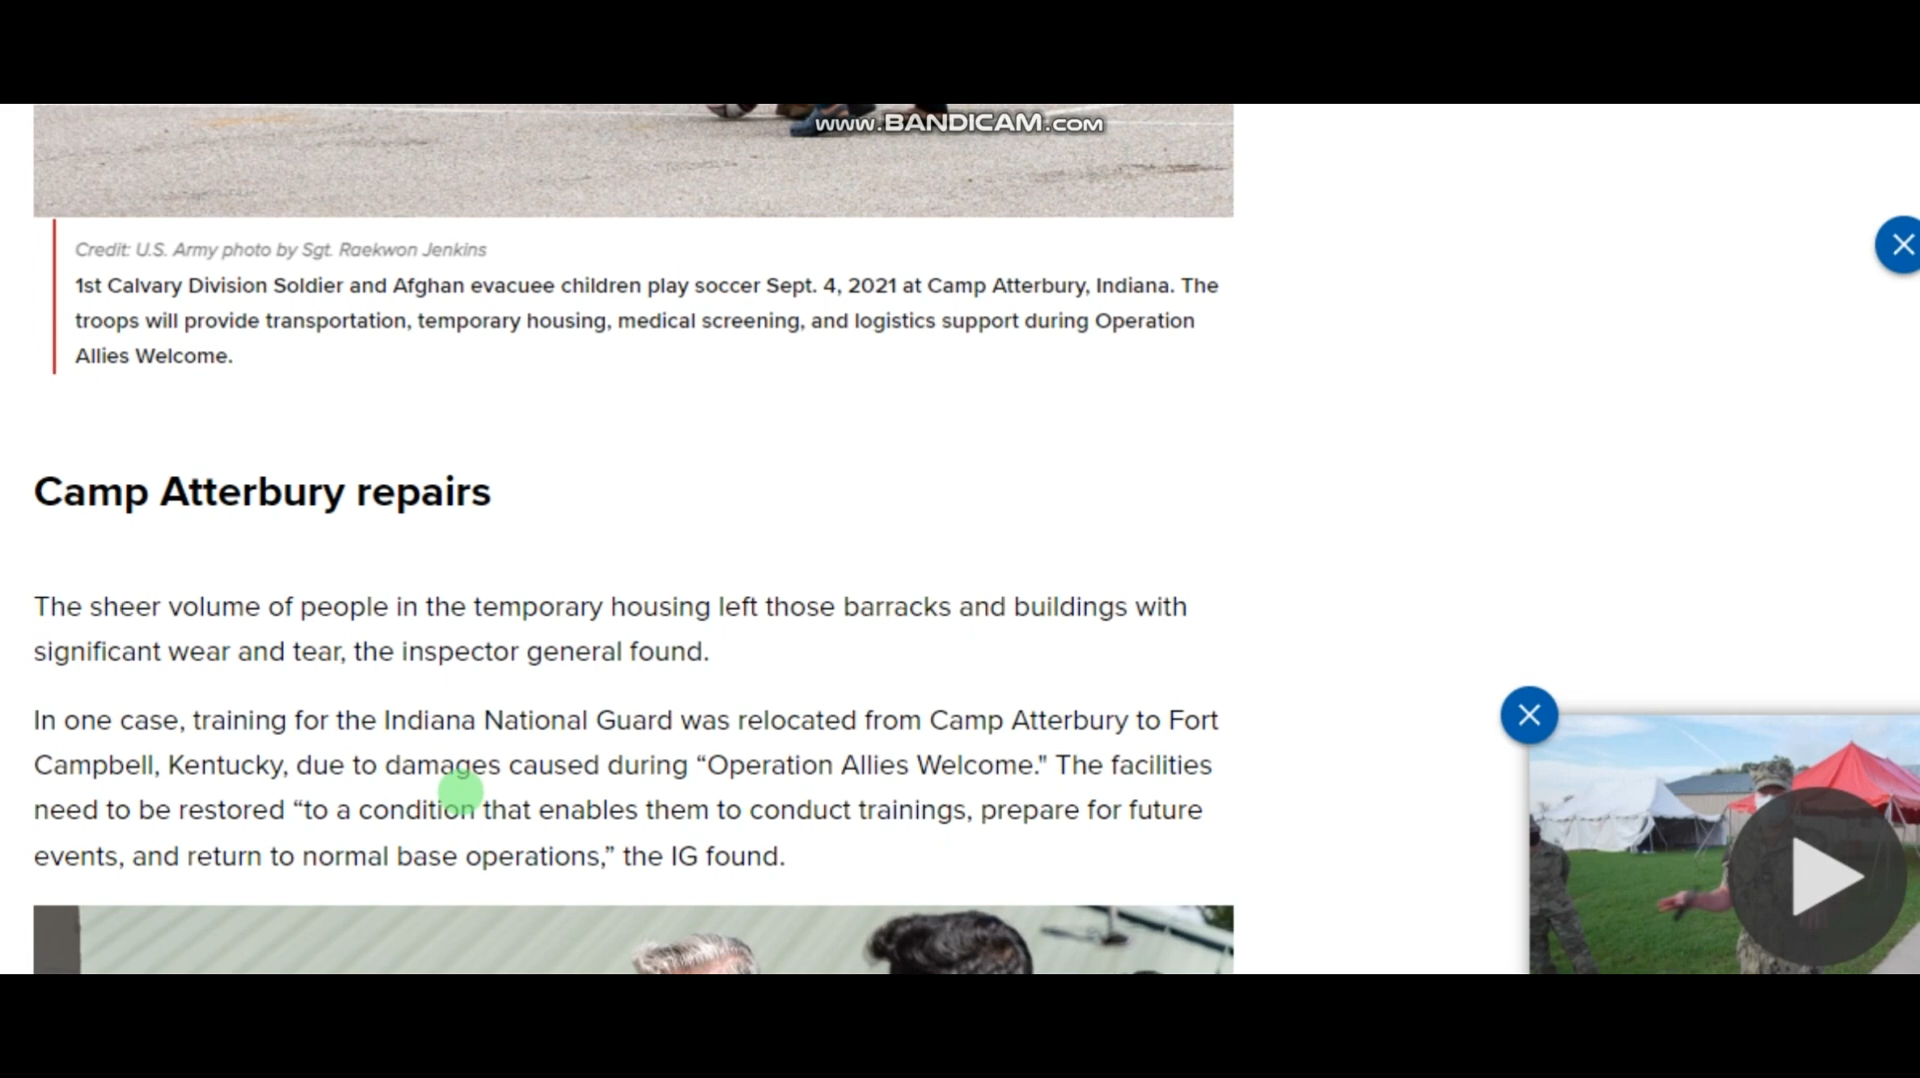 www.BANDICAM.com
Credit: U.S. Army photo by Sgt. Raekwon Jenkins
1st Calvary Division Soldier and Afghan evacuee children play soccer Sept. 4, 2021 at Camp Atterbury, Indiana. The
troops will provide transportation, temporary housing, medical screening, and logistics support during Operation
Allies Welcome.
Camp Atterbury repairs
The sheer volume of people in the temporary housing left those barracks and buildings with
significant wear and tear, the inspector general found.
In one case, training for the Indiana National Guard was relocated from Camp Atterbury to Fort
Campbell, Kentucky, due to damages caused during “Operation Allies Welcome." The facilities
need to be restored “to a condition that enables them to conduct trainings, prepare for future
events, and return to normal base operations,” the IG found.